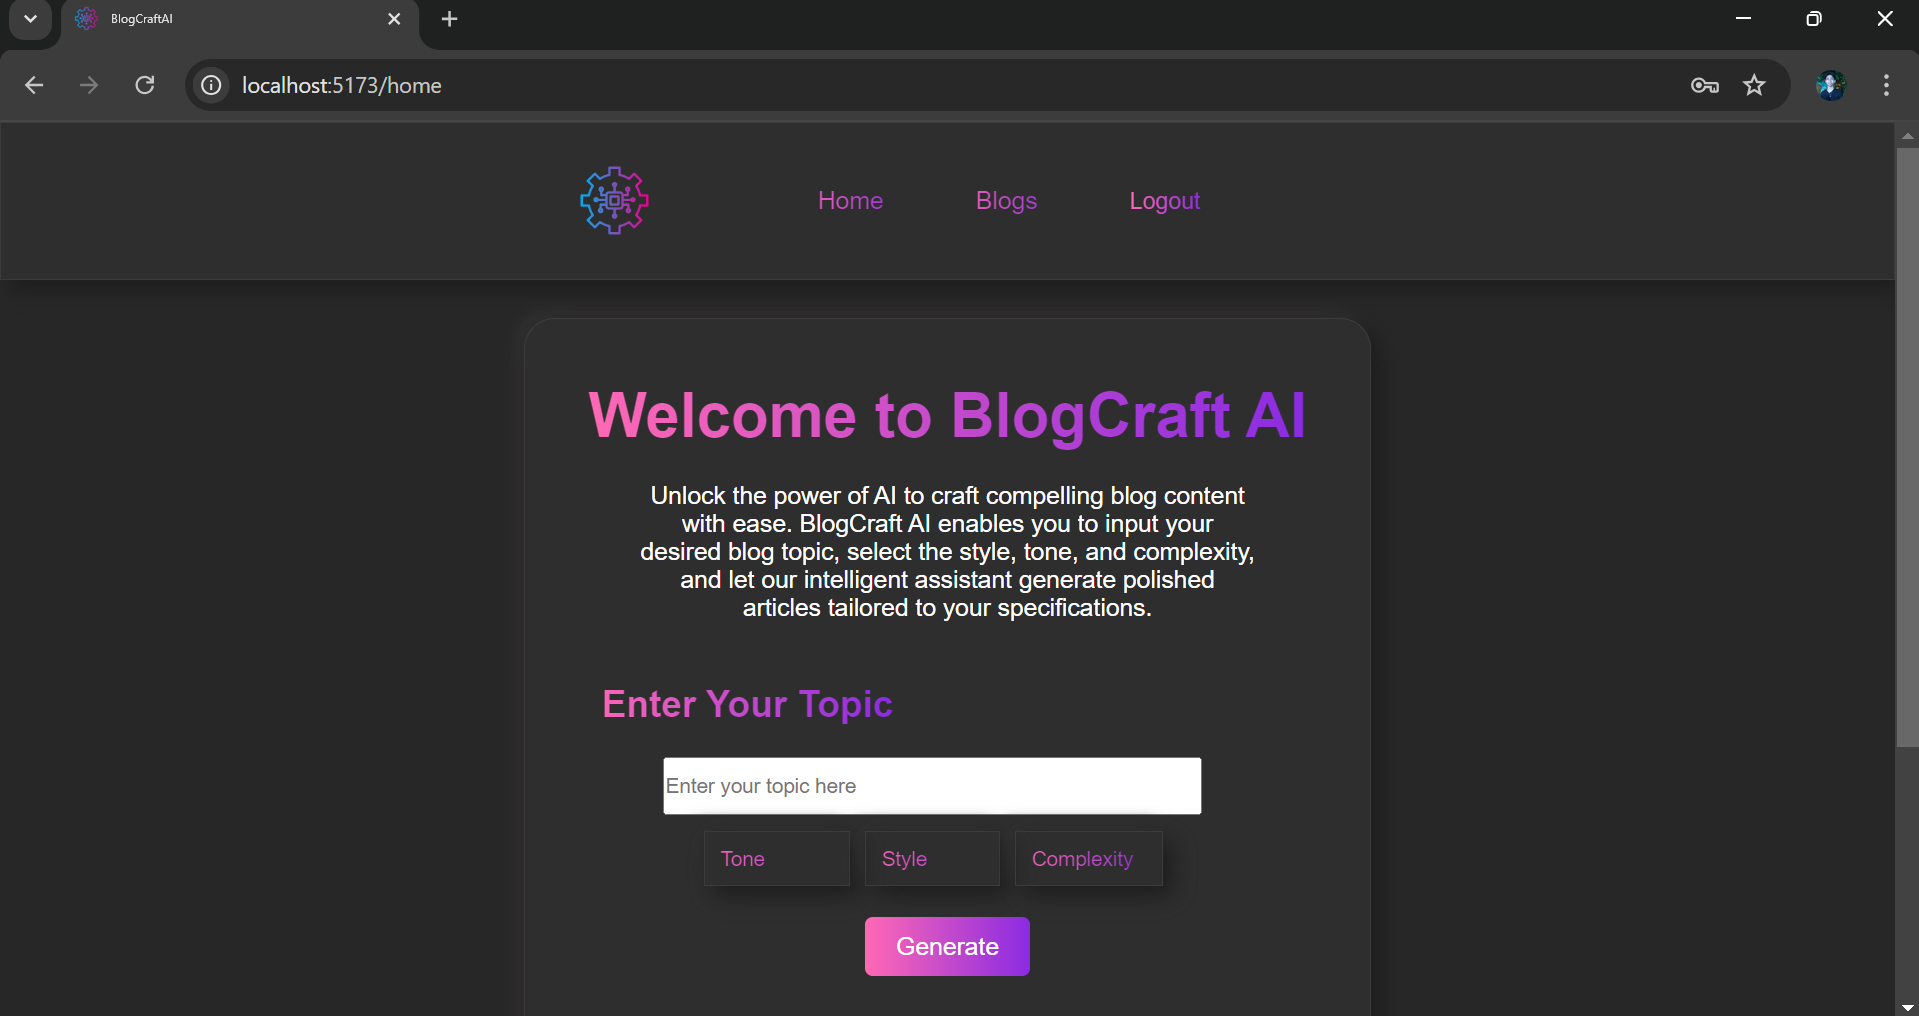 BlogCraftAI
localhost:5173/home
Home Blogs Logout
Welcome to BlogCraft AI
Unlock the power of AI to craft compelling blog content
with ease. BlogCraft AI enables you to input your
desired blog topic, select the style, tone, and complexity,
and let our intelligent assistant generate polished
articles tailored to your specifications.
Enter Your Topic
Enter your topic here
Tone Style Complexity
Generate